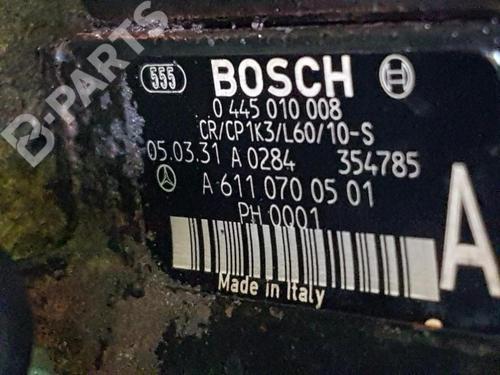 B-PARTS
555 BOSCH
0 445 010 008
CR/CP1K3/L60/10-S
05.03.31 A 0284 354785
A 611 070 05 01
PH 0001
A
Made in Italy